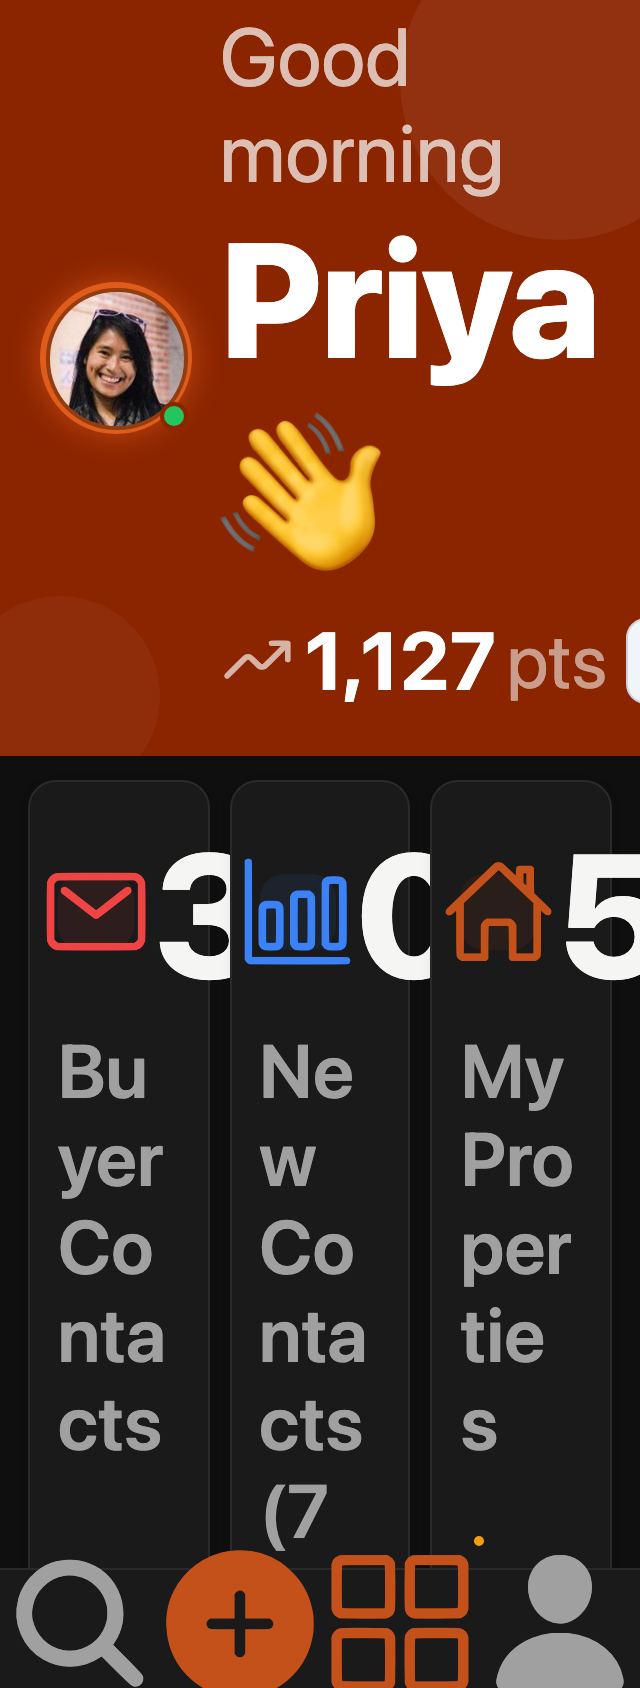 Good
morning
Priya
👋
1,127 pts
3
Bu
yer
Co
nta
cts
0
Ne
w
Co
nta
cts
(7
5
My
Pro
per
tie
s